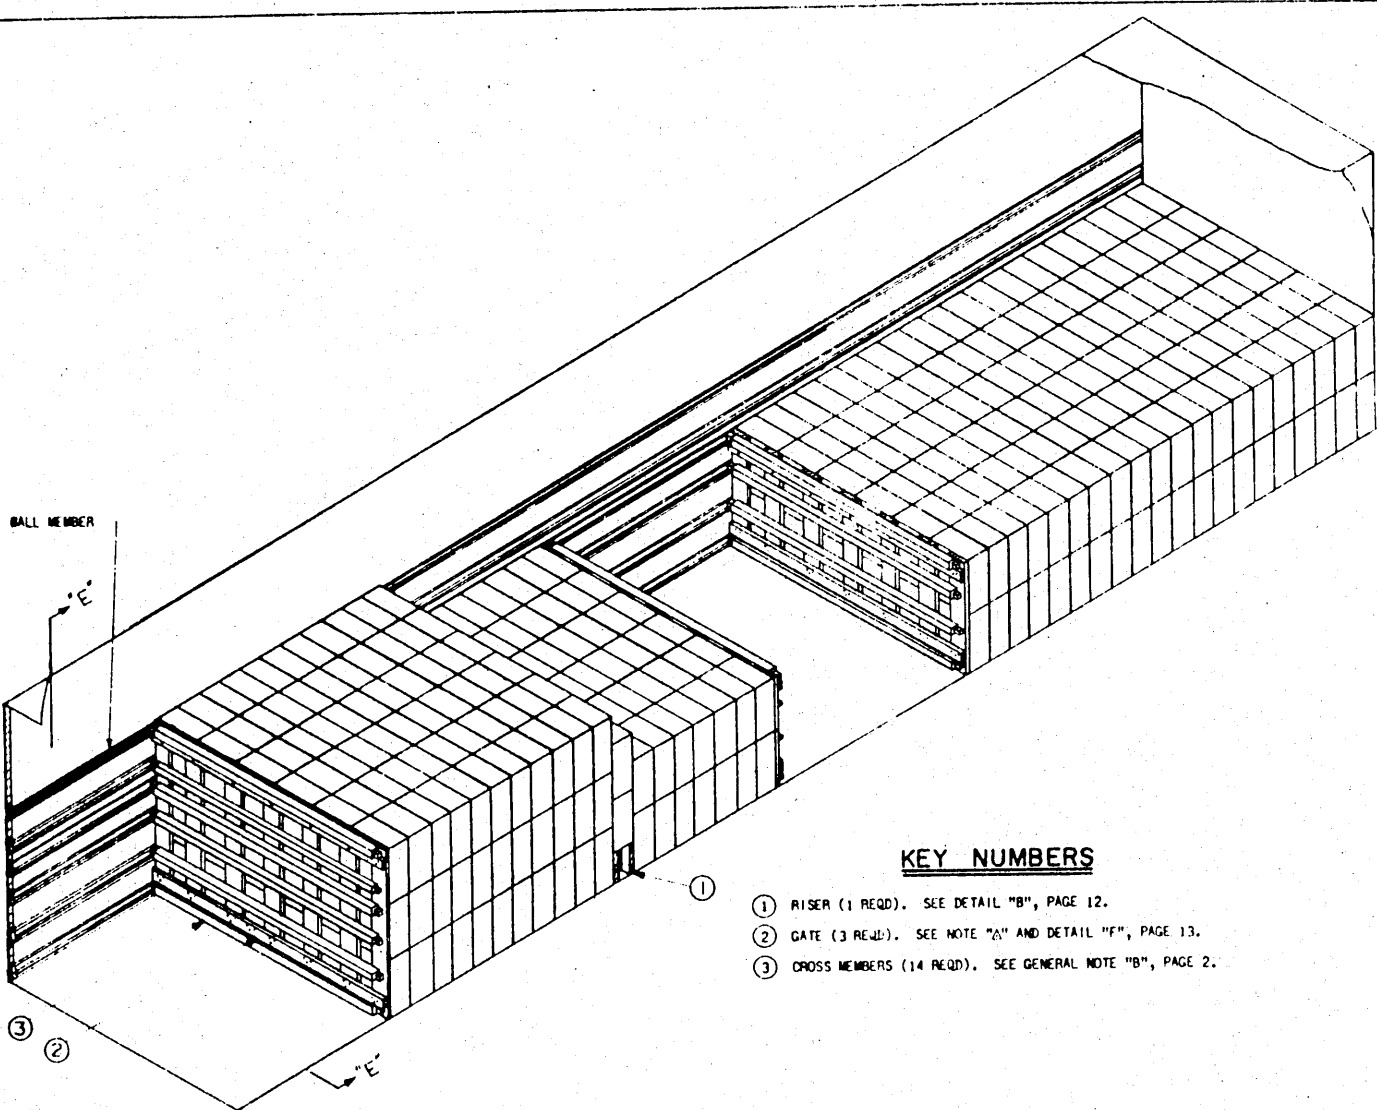 WALL MEMBER
"E"
①
KEY NUMBERS
① RISER (1 REQD). SEE DETAIL "B", PAGE 12.
② GATE (3 REQD). SEE NOTE "A" AND DETAIL "F", PAGE 13.
③ CROSS MEMBERS (14 REQD). SEE GENERAL NOTE "B", PAGE 2.
③
②
"E"